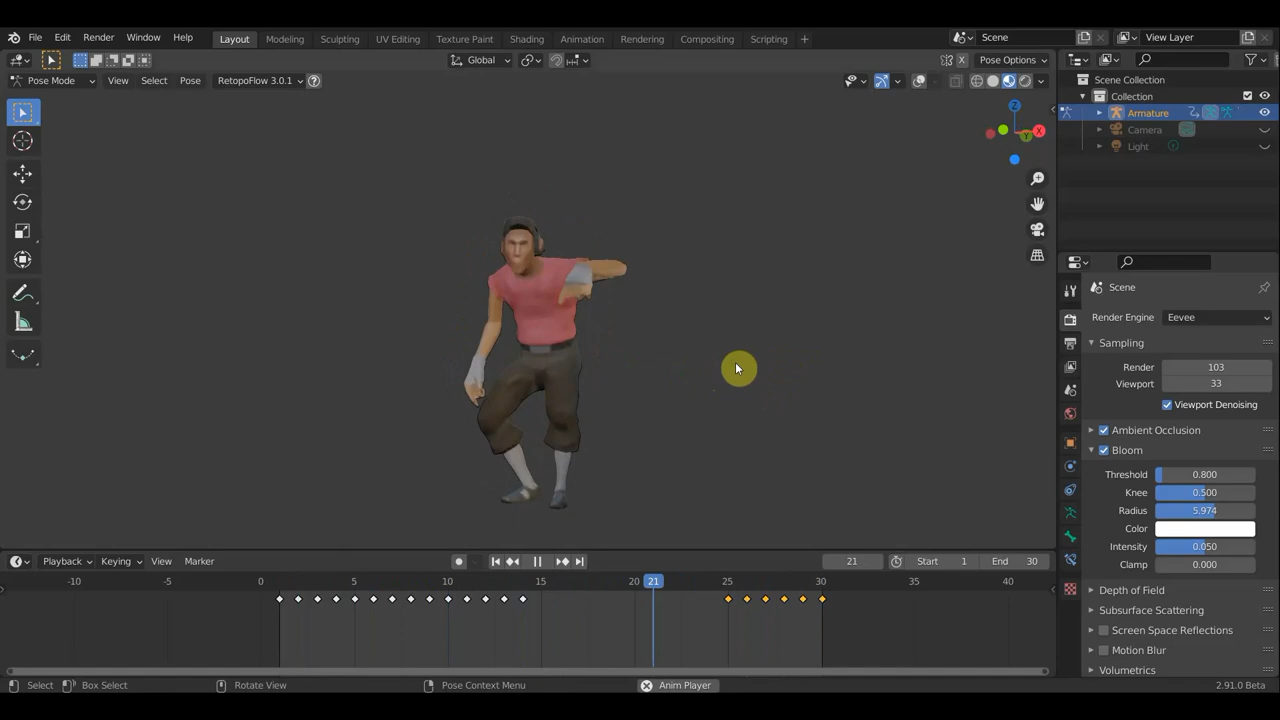 File Edit Render Window Help Layout Modeling Sculpting UV Editing Texture Paint Shading Animation Rendering Compositing Scripting + Scene View Layer
Global Pose Options
Pose Mode View Select Pose RetopoFlow 3.0.1
X
Z
X
Y
Scene Collection
Collection
Armature
Camera
Light
Scene
Render Engine Eevee
Sampling
Render 103
Viewport 33
Viewport Denoising
Ambient Occlusion
Bloom
Threshold 0.800
Knee 0.500
Radius 5.974
Color
Intensity 0.050
Clamp 0.000
Depth of Field
Subsurface Scattering
Screen Space Reflections
Motion Blur
Volumetrics
Playback Keying View Marker 21 Start 1 End 30
-10 -5 0 5 10 15 20 21 25 30 35 40
Select Box Select Rotate View Pose Context Menu Anim Player 2.91.0 Beta